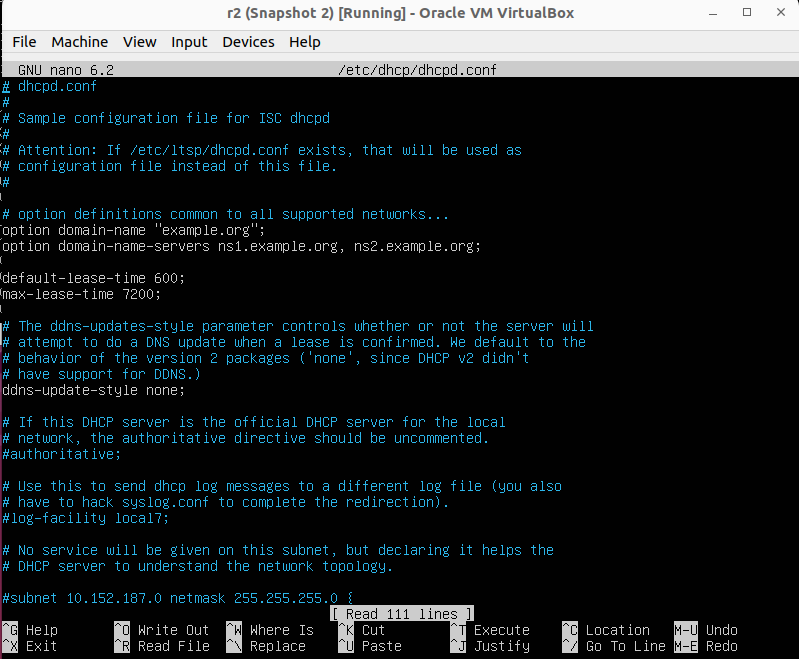 r2 (Snapshot 2) [Running] - Oracle VM VirtualBox
File Machine View Input Devices Help
GNU nano 6.2 /etc/dhcp/dhcpd.conf
# dhcpd.conf
#
# Sample configuration file for ISC dhcpd
#
# Attention: If /etc/ltsp/dhcpd.conf exists, that will be used as
# configuration file instead of this file.
#
# option definitions common to all supported networks...
option domain-name "example.org";
option domain-name-servers ns1.example.org, ns2.example.org;
default-lease-time 600;
max-lease-time 7200;
# The ddns-updates-style parameter controls whether or not the server will
# attempt to do a DNS update when a lease is confirmed. We default to the
# behavior of the version 2 packages ('none', since DHCP v2 didn't
# have support for DDNS.)
ddns-update-style none;
# If this DHCP server is the official DHCP server for the local
# network, the authoritative directive should be uncommented.
#authoritative;
# Use this to send dhcp log messages to a different log file (you also
# have to hack syslog.conf to complete the redirection).
#log-facility local7;
# No service will be given on this subnet, but declaring it helps the
# DHCP server to understand the network topology.
#subnet 10.152.187.0 netmask 255.255.255.0 {
[ Read 111 lines ]
^G Help ^O Write Out ^W Where Is ^K Cut ^T Execute ^C Location M-U Undo
^X Exit ^R Read File ^\ Replace ^U Paste ^J Justify ^/ Go To Line M-E Redo